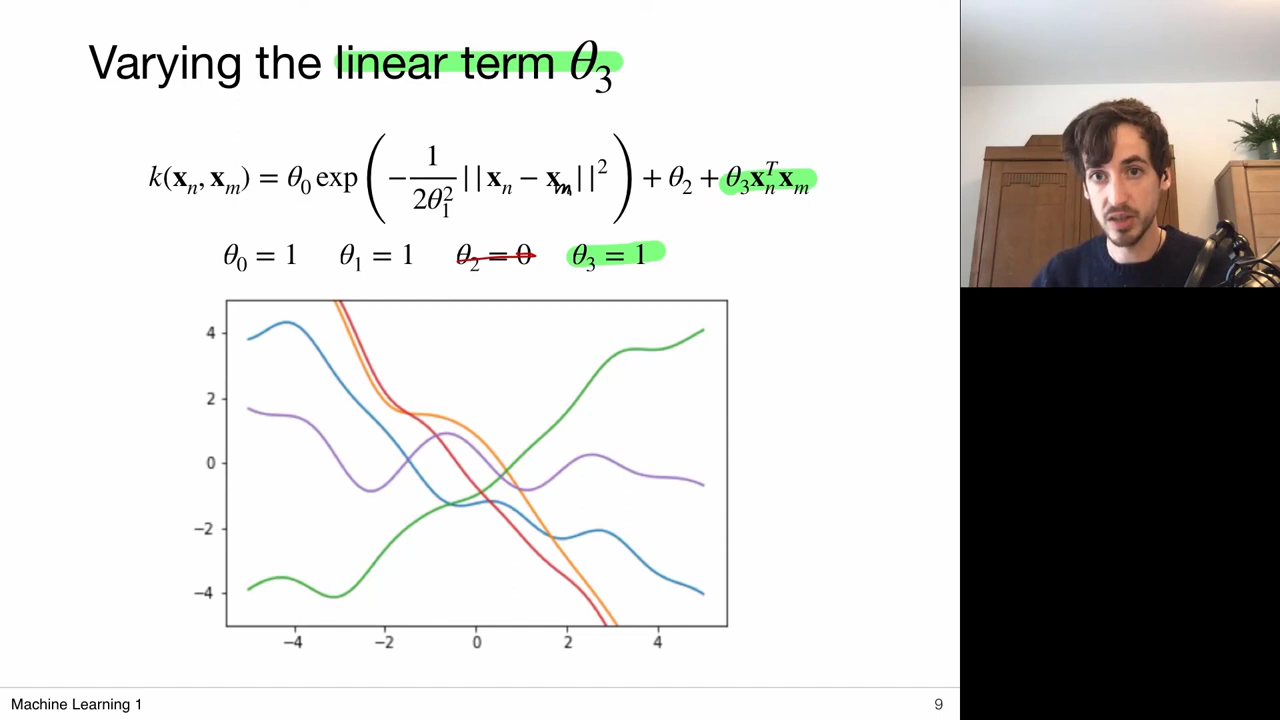 Varying the linear term θ₃
k(xₙ, xₘ) = θ₀ exp(−1/(2θ₁²) ||xₙ − xₘ||²) + θ₂ + θ₃xₙᵀxₘ
θ₀ = 1 θ₁ = 1 θ₂ = 0 θ₃ = 1
4
2
0
−2
−4
−4 −2 0 2 4
Machine Learning 1 9